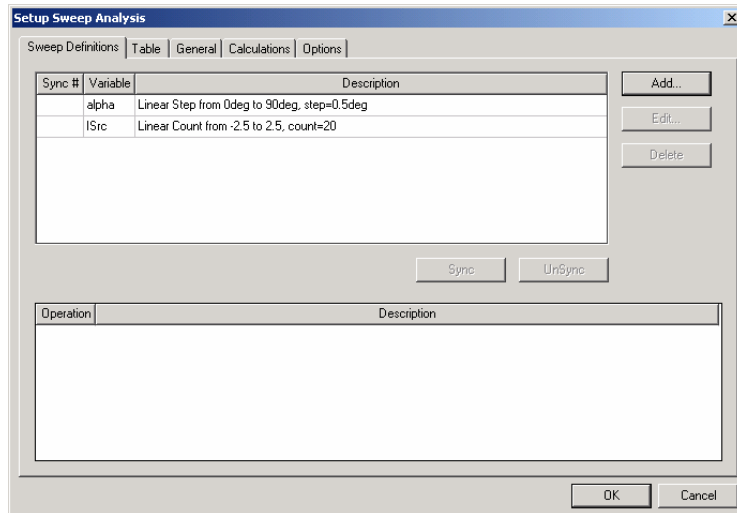 Setup Sweep Analysis
Sweep Definitions Table General Calculations Options
Sync # Variable Description
alpha Linear Step from 0deg to 90deg, step=0.5deg
ISrc Linear Count from -2.5 to 2.5, count=20
Add...
Edit...
Delete
Sync UnSync
Operation Description
OK Cancel